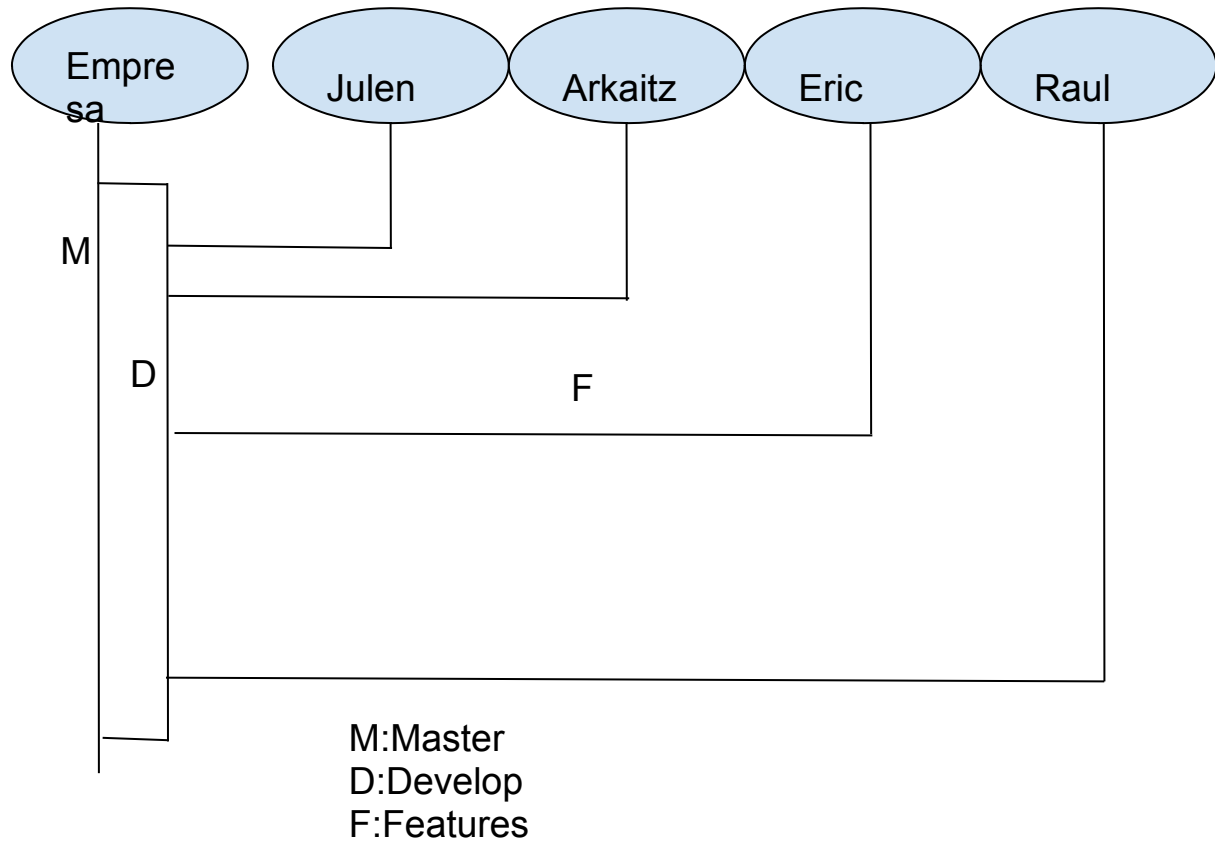 Empre
sa
Julen
Arkaitz
Eric
Raul
M
D
F
M:Master
D:Develop
F:Features